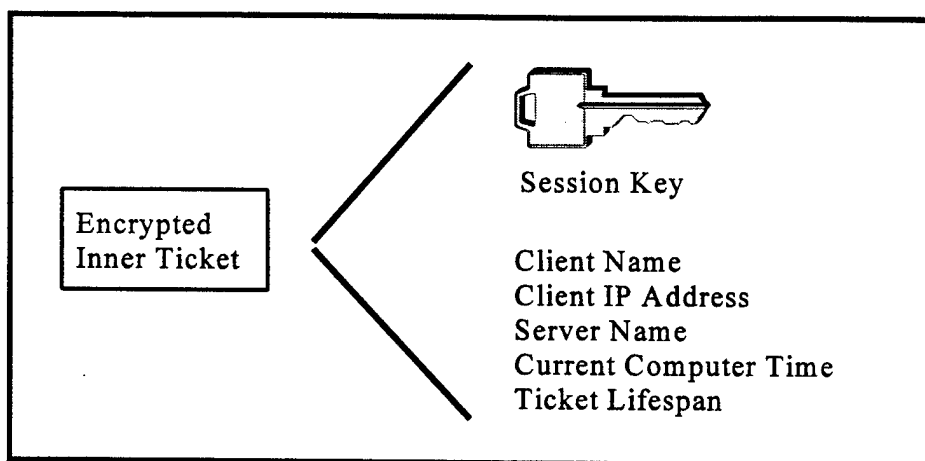 Encrypted
Inner Ticket
Session Key
Client Name
Client IP Address
Server Name
Current Computer Time
Ticket Lifespan